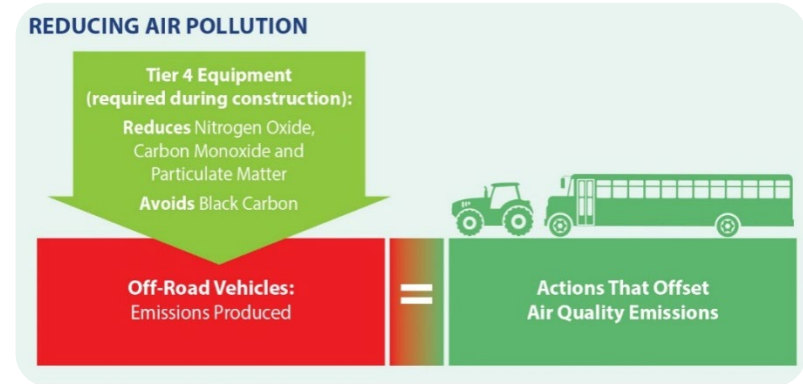 REDUCING AIR POLLUTION
Tier 4 Equipment
(required during construction):
Reduces Nitrogen Oxide,
Carbon Monoxide and
Particulate Matter
Avoids Black Carbon
Off-Road Vehicles:
Emissions Produced
=
Actions That Offset
Air Quality Emissions